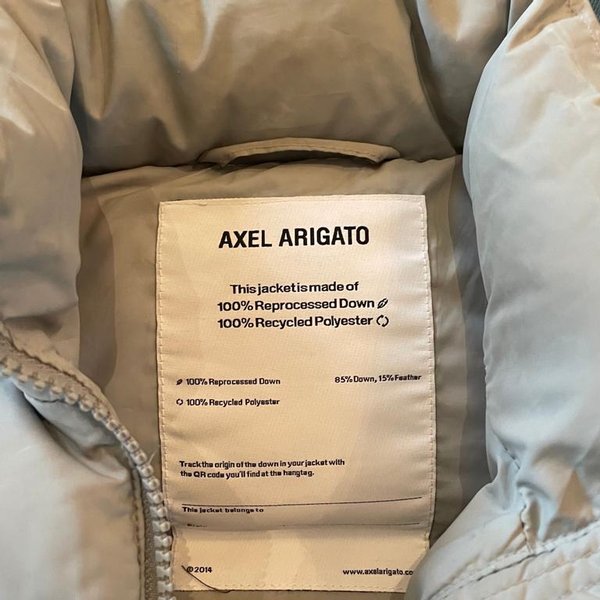 AXEL ARIGATO
This jacket is made of
100% Reprocessed Down
100% Recycled Polyester
100% Reprocessed Down 85% Down, 15% Feather
100% Recycled Polyester
Track the origin of the down in your jacket with
the QR code you'll find at the hangtag.
This jacket belongs to
©2014 www.axelarigato.co